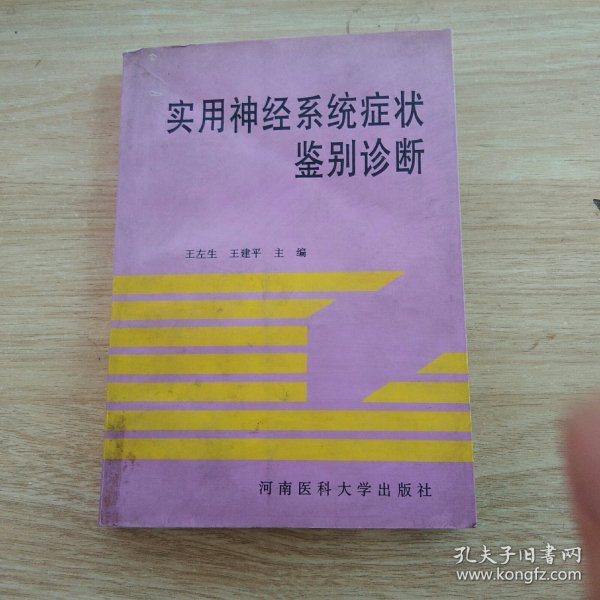 实用神经系统症状
鉴别诊断
王左生 王建平 主编
河南医科大学出版社
孔夫子旧书网
www.kongfz.com